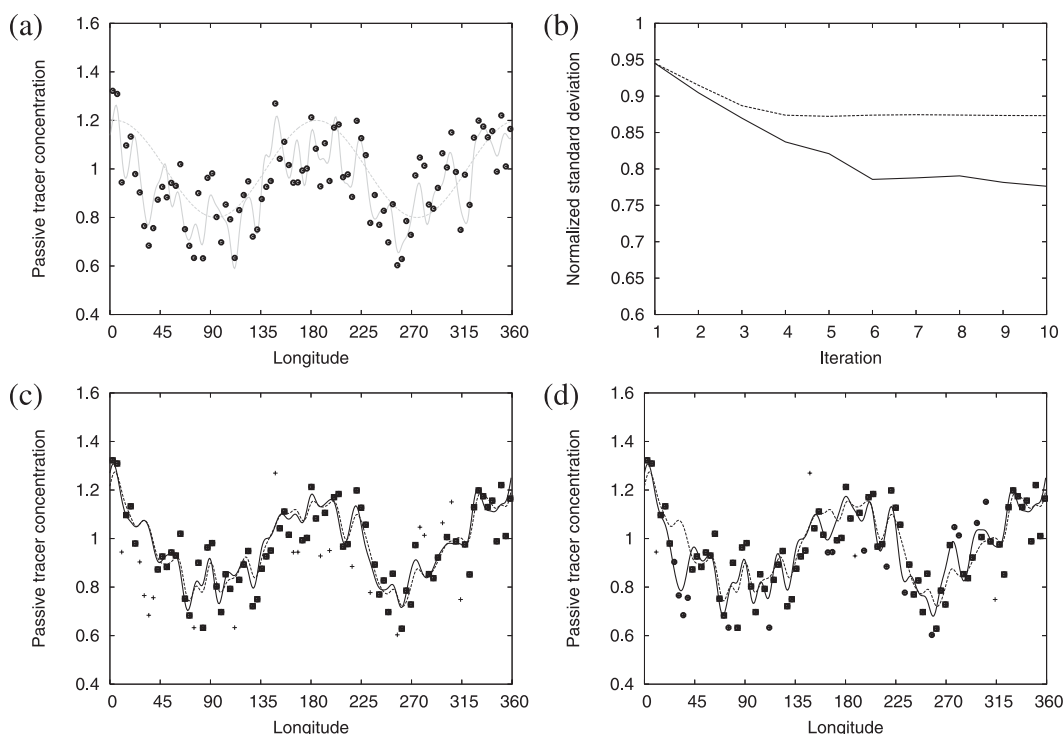 (a)
Passive tracer concentration
1.6
1.4
1.2
1
0.8
0.6
0.4
0 45 90 135 180 225 270 315 360
Longitude
(b)
Normalized standard deviation
1
0.95
0.9
0.85
0.8
0.75
0.7
0.65
0.6
1 2 3 4 5 6 7 8 9 10
Iteration
(c)
Passive tracer concentration
1.6
1.4
1.2
1
0.8
0.6
0.4
0 45 90 135 180 225 270 315 360
Longitude
(d)
Passive tracer concentration
1.6
1.4
1.2
1
0.8
0.6
0.4
0 45 90 135 180 225 270 315 360
Longitude